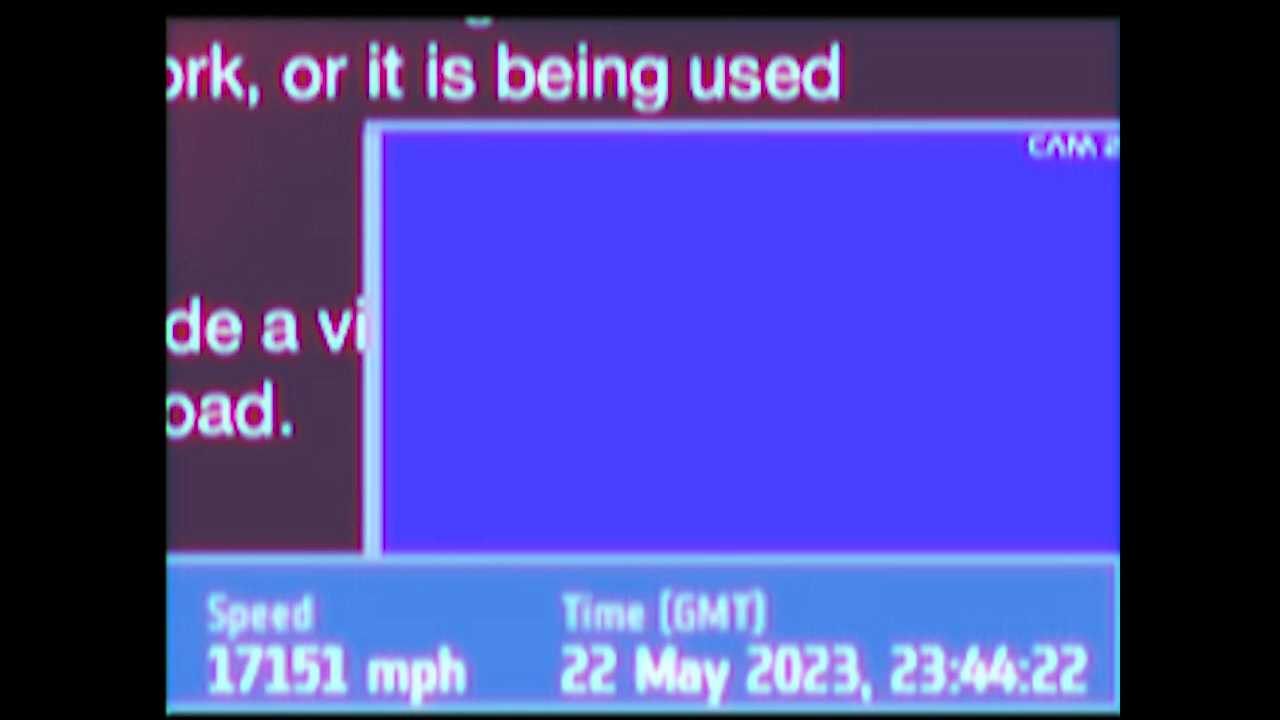 ork, or it is being used
CAM 2
de a vi
oad.
Speed
17151 mph
Time (GMT)
22 May 2023, 23:44:22